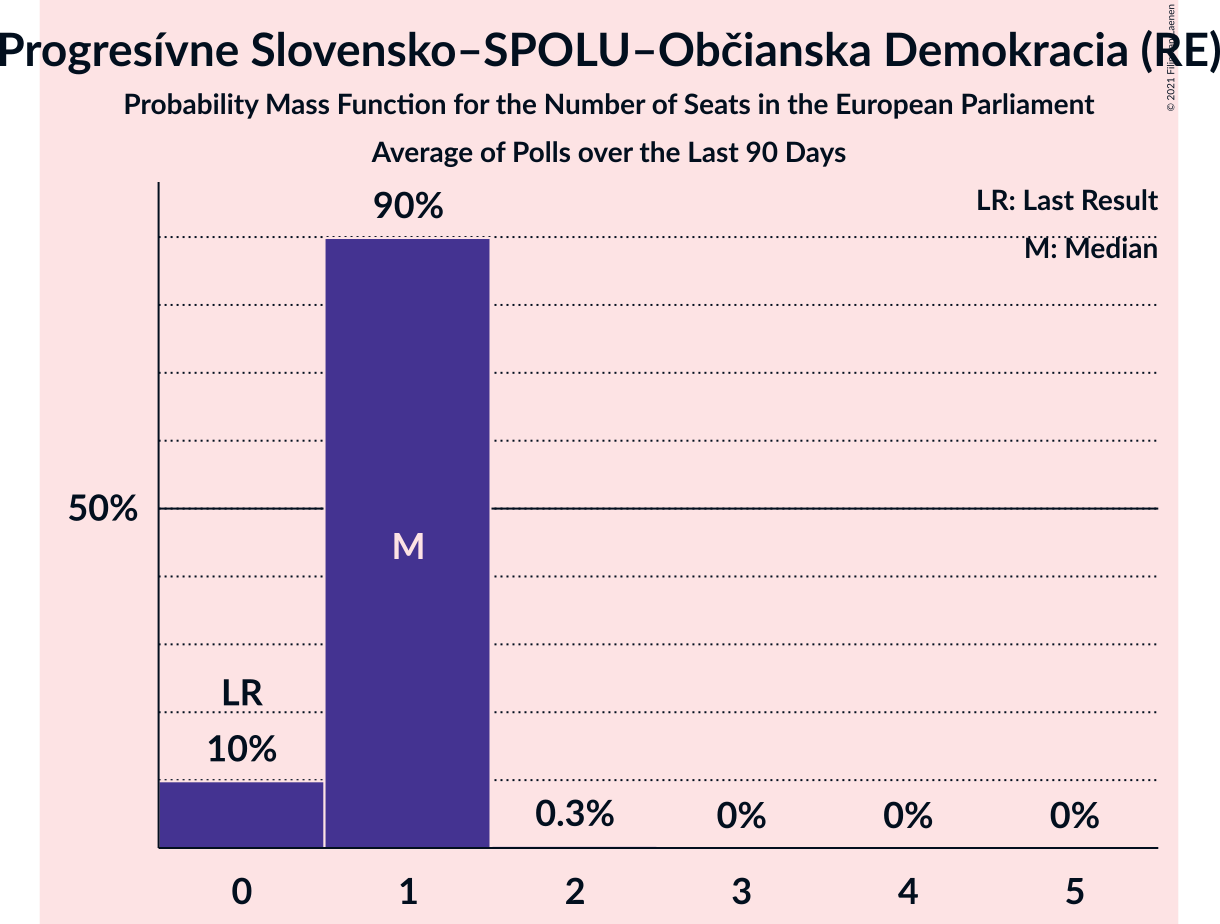 Progresívne Slovensko–SPOLU–Občianska Demokracia (RE)
Probability Mass Function for the Number of Seats in the European Parliament
Average of Polls over the Last 90 Days
© 2021
LR: Last Result
M: Median
90%
50%
M
LR
10%
0.3%
0%
0%
0%
0
1
2
3
4
5